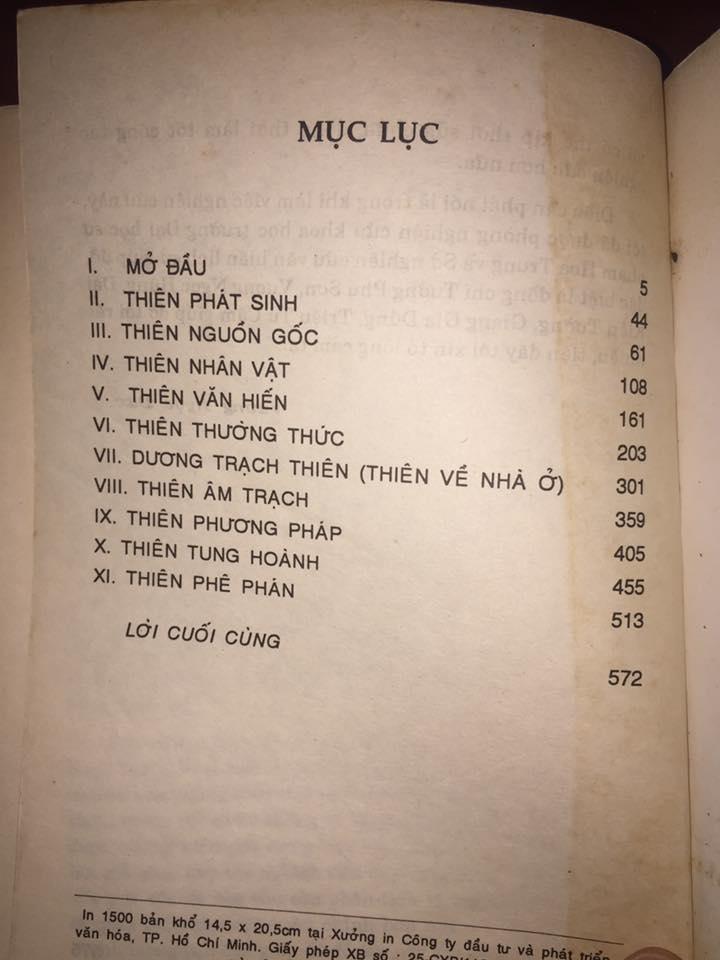 MỤC LỤC
I. MỞ ĐẦU 5
II. THIÊN PHÁT SINH 44
III. THIÊN NGUỒN GỐC 61
IV. THIÊN NHÂN VẬT 108
V. THIÊN VĂN HIẾN 161
VI. THIÊN THƯỜNG THỨC 203
VII. DƯƠNG TRẠCH THIÊN (THIÊN VỀ NHÀ Ở) 301
VIII. THIÊN ÂM TRẠCH 359
IX. THIÊN PHƯƠNG PHÁP 405
X. THIÊN TUNG HOÀNH 455
XI. THIÊN PHÊ PHÁN 513
LỜI CUỐI CÙNG 572
In 1500 bản khổ 14,5 x 20,5cm tại Xưởng in Công ty đầu tư và phát triển
văn hóa, TP. Hồ Chí Minh. Giấy phép XB số : 25